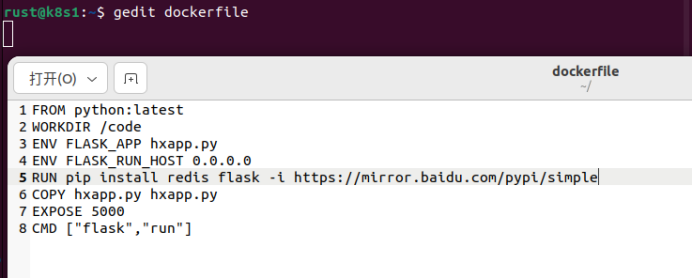 rust@k8s1:~$ gedit dockerfile
打开(O)
dockerfile
~/
1 FROM python:latest
2 WORKDIR /code
3 ENV FLASK_APP hxapp.py
4 ENV FLASK_RUN_HOST 0.0.0.0
5 RUN pip install redis flask -i https://mirror.baidu.com/pypi/simple
6 COPY hxapp.py hxapp.py
7 EXPOSE 5000
8 CMD ["flask","run"]